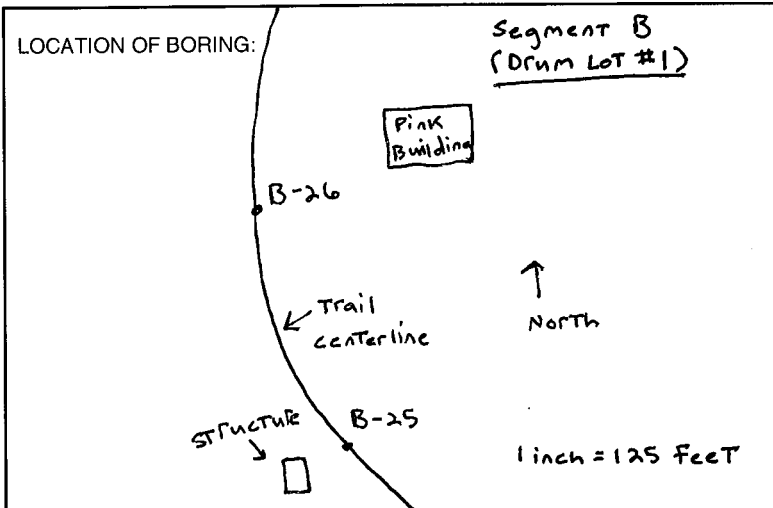 LOCATION OF BORING:
Segment B
(Drum Lot #1)
Pink
Building
B-26
Trail
centerline
North
B-25
Structure
1 inch = 125 Feet